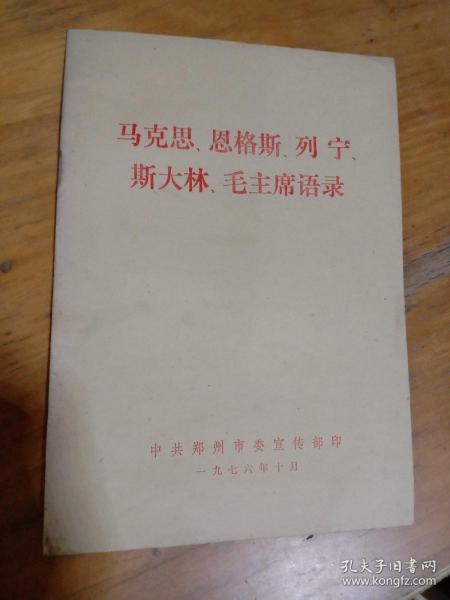 马克思、恩格斯、列宁、
斯大林、毛主席语录
中共郑州市委宣传部印
一九七六年十月
孔夫子旧书网
www.kongfz.com